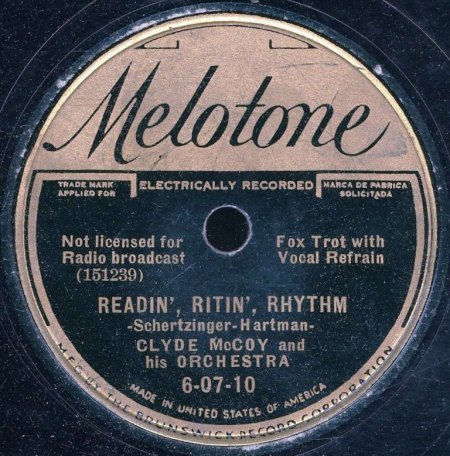 Melotone
TRADE MARK
APPLIED FOR
ELECTRICALLY RECORDED
MARCA DE FABRICA
SOLICITADA
Not licensed for
Radio broadcast
(151239)
Fox Trot with
Vocal Refrain
READIN', RITIN', RHYTHM
-Schertzinger-Hartman-
CLYDE McCOY and
his ORCHESTRA
6-07-10
MADE IN UNITED STATES OF AMERICA
MFG. BY THE BRUNSWICK RECORD CORPORATION